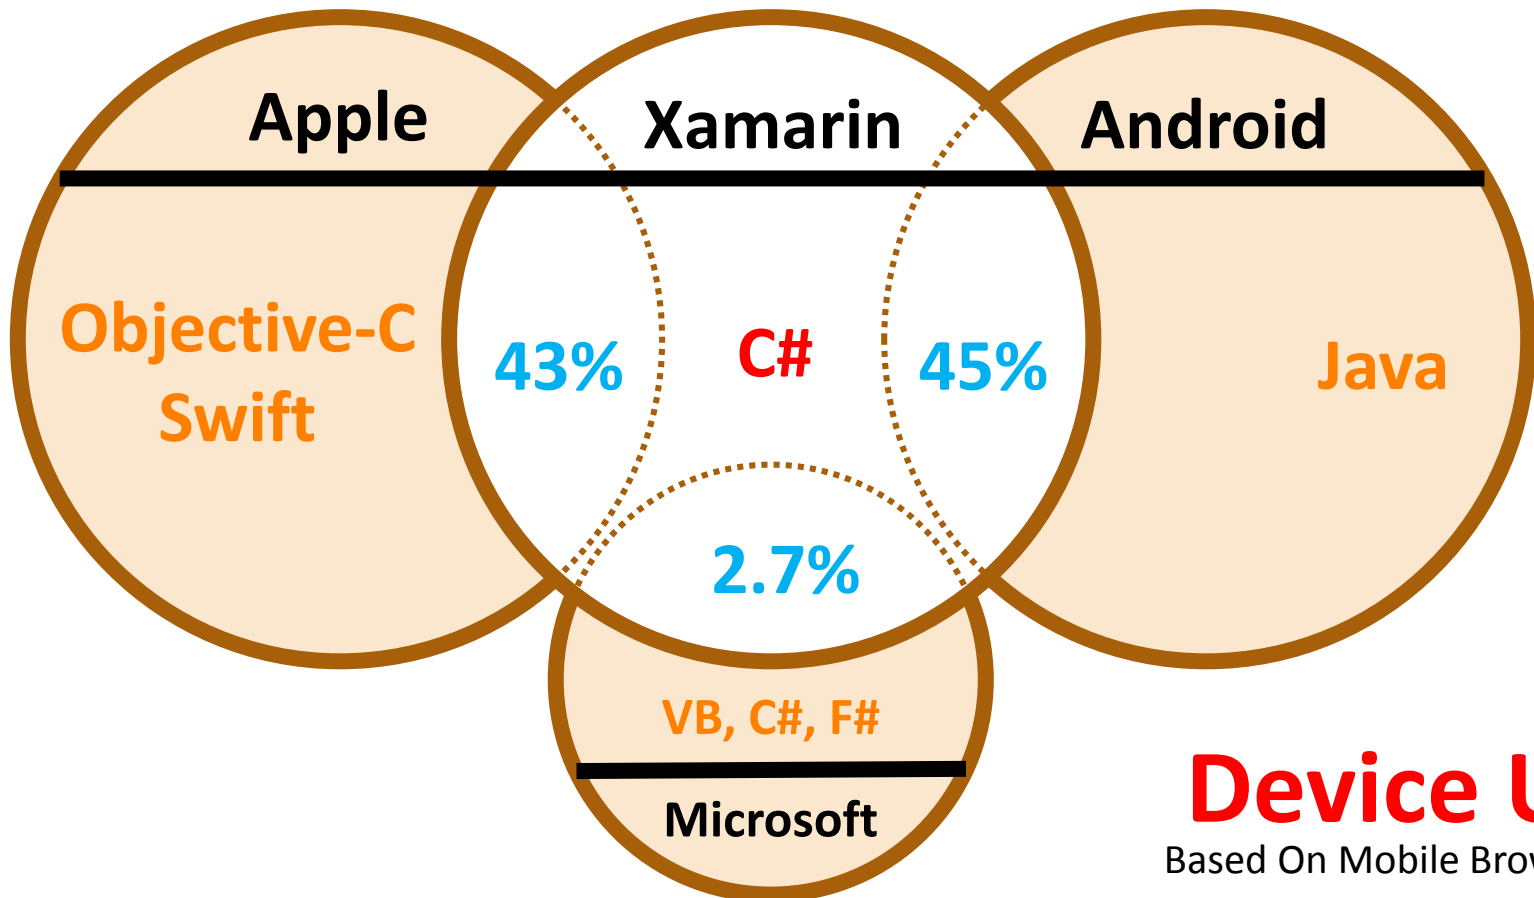 Apple
Xamarin
Android
Objective-C
Swift
43%
C#
45%
Java
2.7%
VB, C#, F#
Microsoft
Device
Based On Mobile